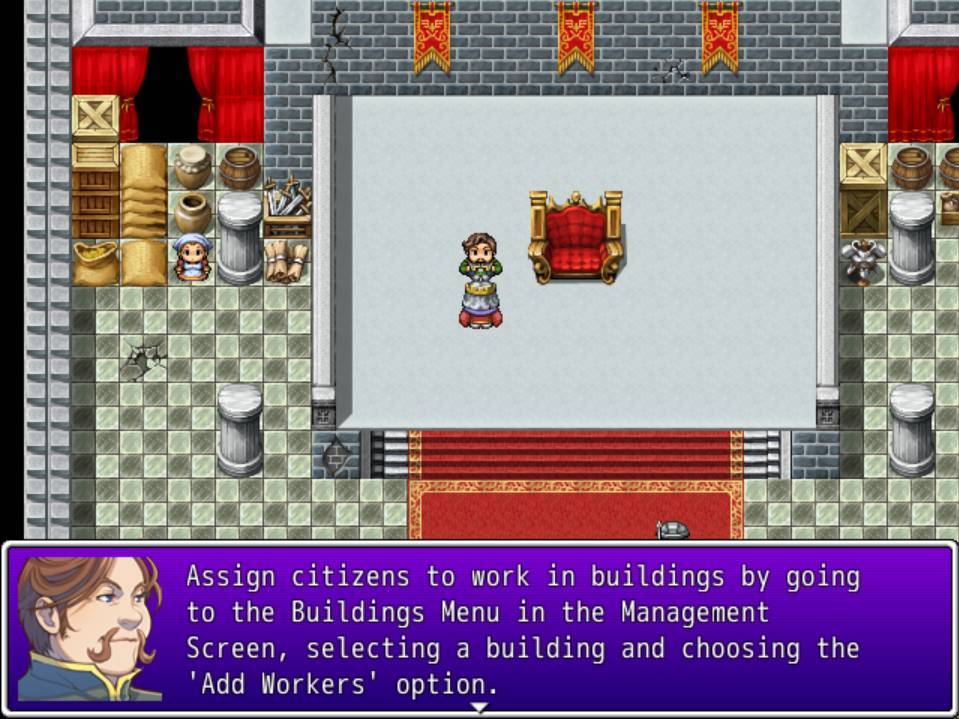 Assign citizens to work in buildings by going
to the Buildings Menu in the Management
Screen, selecting a building and choosing the
'Add Workers' option.